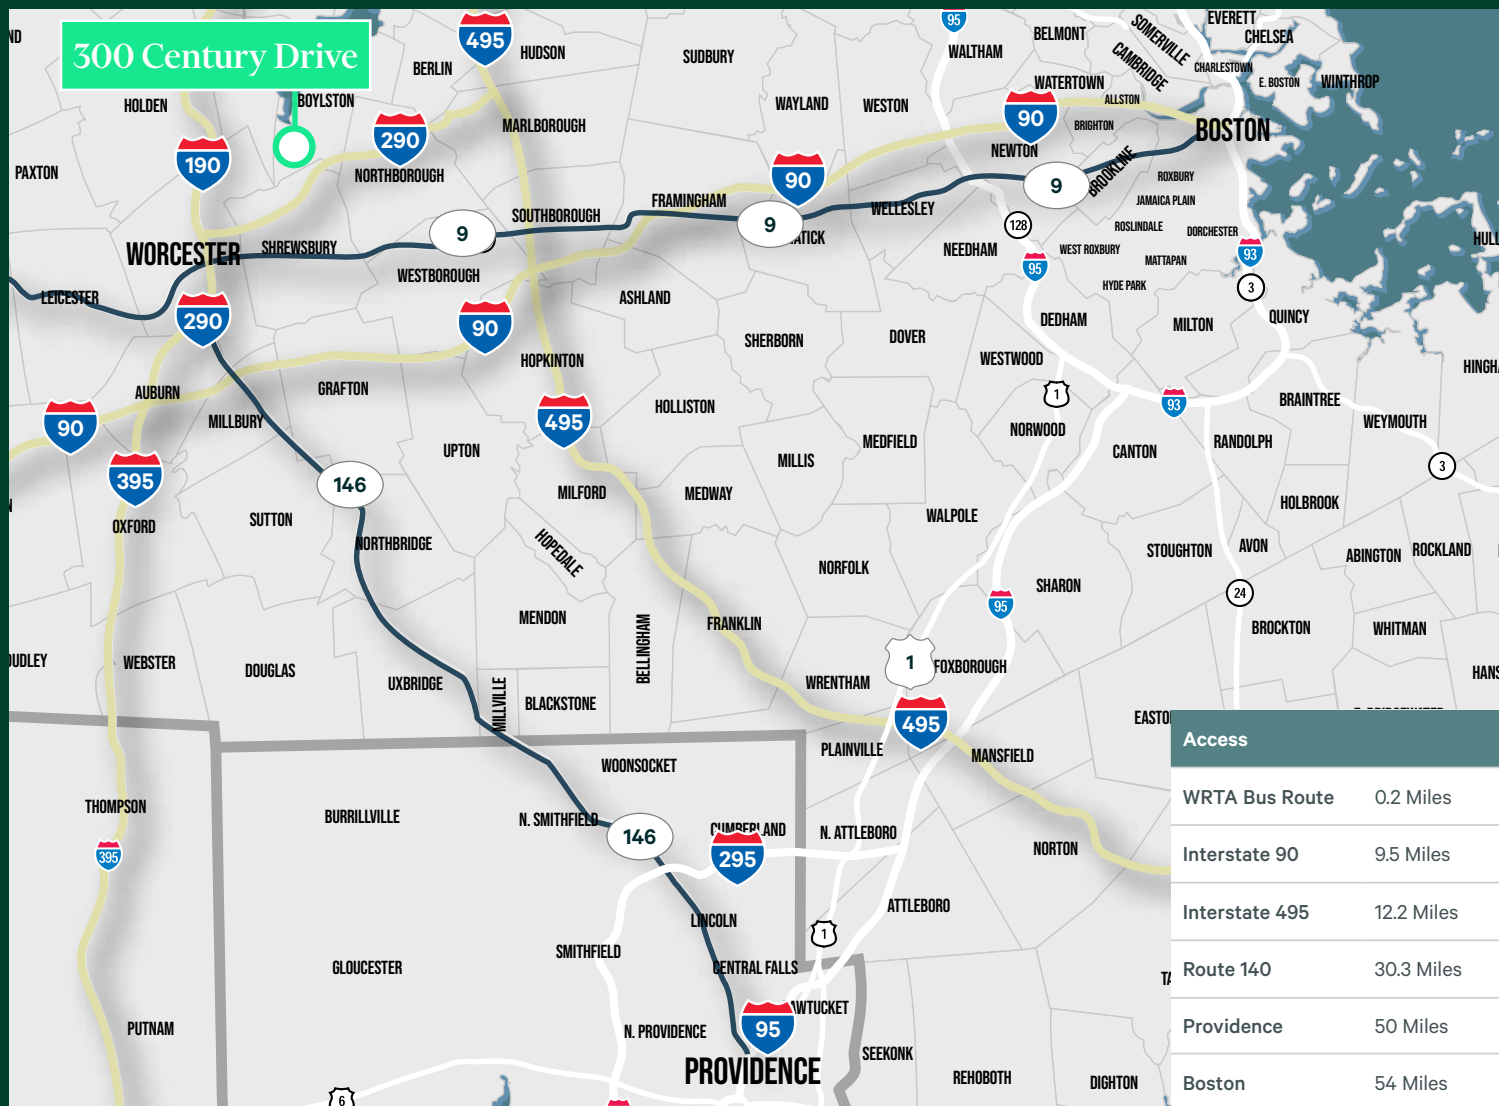 300 Century Drive
495
HUDSON
BERLIN
SUDBURY
95
WALTHAM
BELMONT
SOMERVILLE
EVERETT
CHELSEA
CAMBRIDGE
CHARLESTOWN
E. BOSTON
WINTHROP
HOLDEN
BOYLSTON
WAYLAND
WESTON
WATERTOWN
ALLSTON
290
MARLBOROUGH
90
BRIGHTON
BOSTON
190
PAXTON
NORTHBOROUGH
90
NEWTON
9
BROOKLINE
ROXBURY
JAMAICA PLAIN
FRAMINGHAM
SOUTHBOROUGH
WELLESLEY
9
9
128
ROSLINDALE
DORCHESTER
WORCESTER
SHREWSBURY
NEEDHAM
WEST ROXBURY
MATTAPAN
93
95
WESTBOROUGH
HYDE PARK
3
LEICESTER
ASHLAND
290
90
DEDHAM
MILTON
QUINCY
SHERBORN
DOVER
WESTWOOD
HOPKINTON
AUBURN
GRAFTON
1
93
BRAINTREE
HOLLISTON
MILLBURY
90
495
NORWOOD
WEYMOUTH
UPTON
MEDFIELD
CANTON
RANDOLPH
MILLIS
3
395
146
MILFORD
MEDWAY
HOLBROOK
OXFORD
SUTTON
WALPOLE
NORTHBRIDGE
HOPEDALE
STOUGHTON
AVON
ABINGTON
ROCKLAND
NORFOLK
SHARON
24
95
MENDON
FRANKLIN
BROCKTON
WHITMAN
BELLINGHAM
WEBSTER
DOUGLAS
UXBRIDGE
1
FOXBOROUGH
WRENTHAM
MILLVILLE
BLACKSTONE
495
PLAINVILLE
MANSFIELD
WOONSOCKET
THOMPSON
BURRILLVILLE
N. SMITHFIELD
146
CUMBERLAND
N. ATTLEBORO
395
295
NORTON
LINCOLN
ATTLEBORO
1
SMITHFIELD
GLOUCESTER
CENTRAL FALLS
PUTNAM
N. PROVIDENCE
95
SEEKONK
PROVIDENCE
REHOBOTH
DIGHTON
6
Access
WRTA Bus Route 0.2 Miles
Interstate 90 9.5 Miles
Interstate 495 12.2 Miles
Route 140 30.3 Miles
Providence 50 Miles
Boston 54 Miles